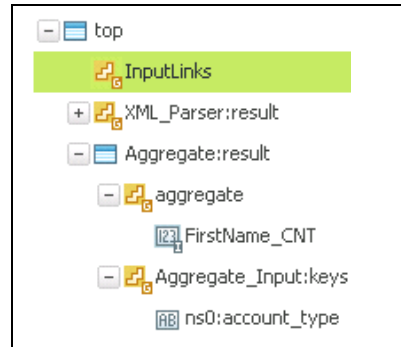 top
InputLinks
XML_Parser:result
Aggregate:result
aggregate
FirstName_CNT
Aggregate_Input:keys
ns0:account_type